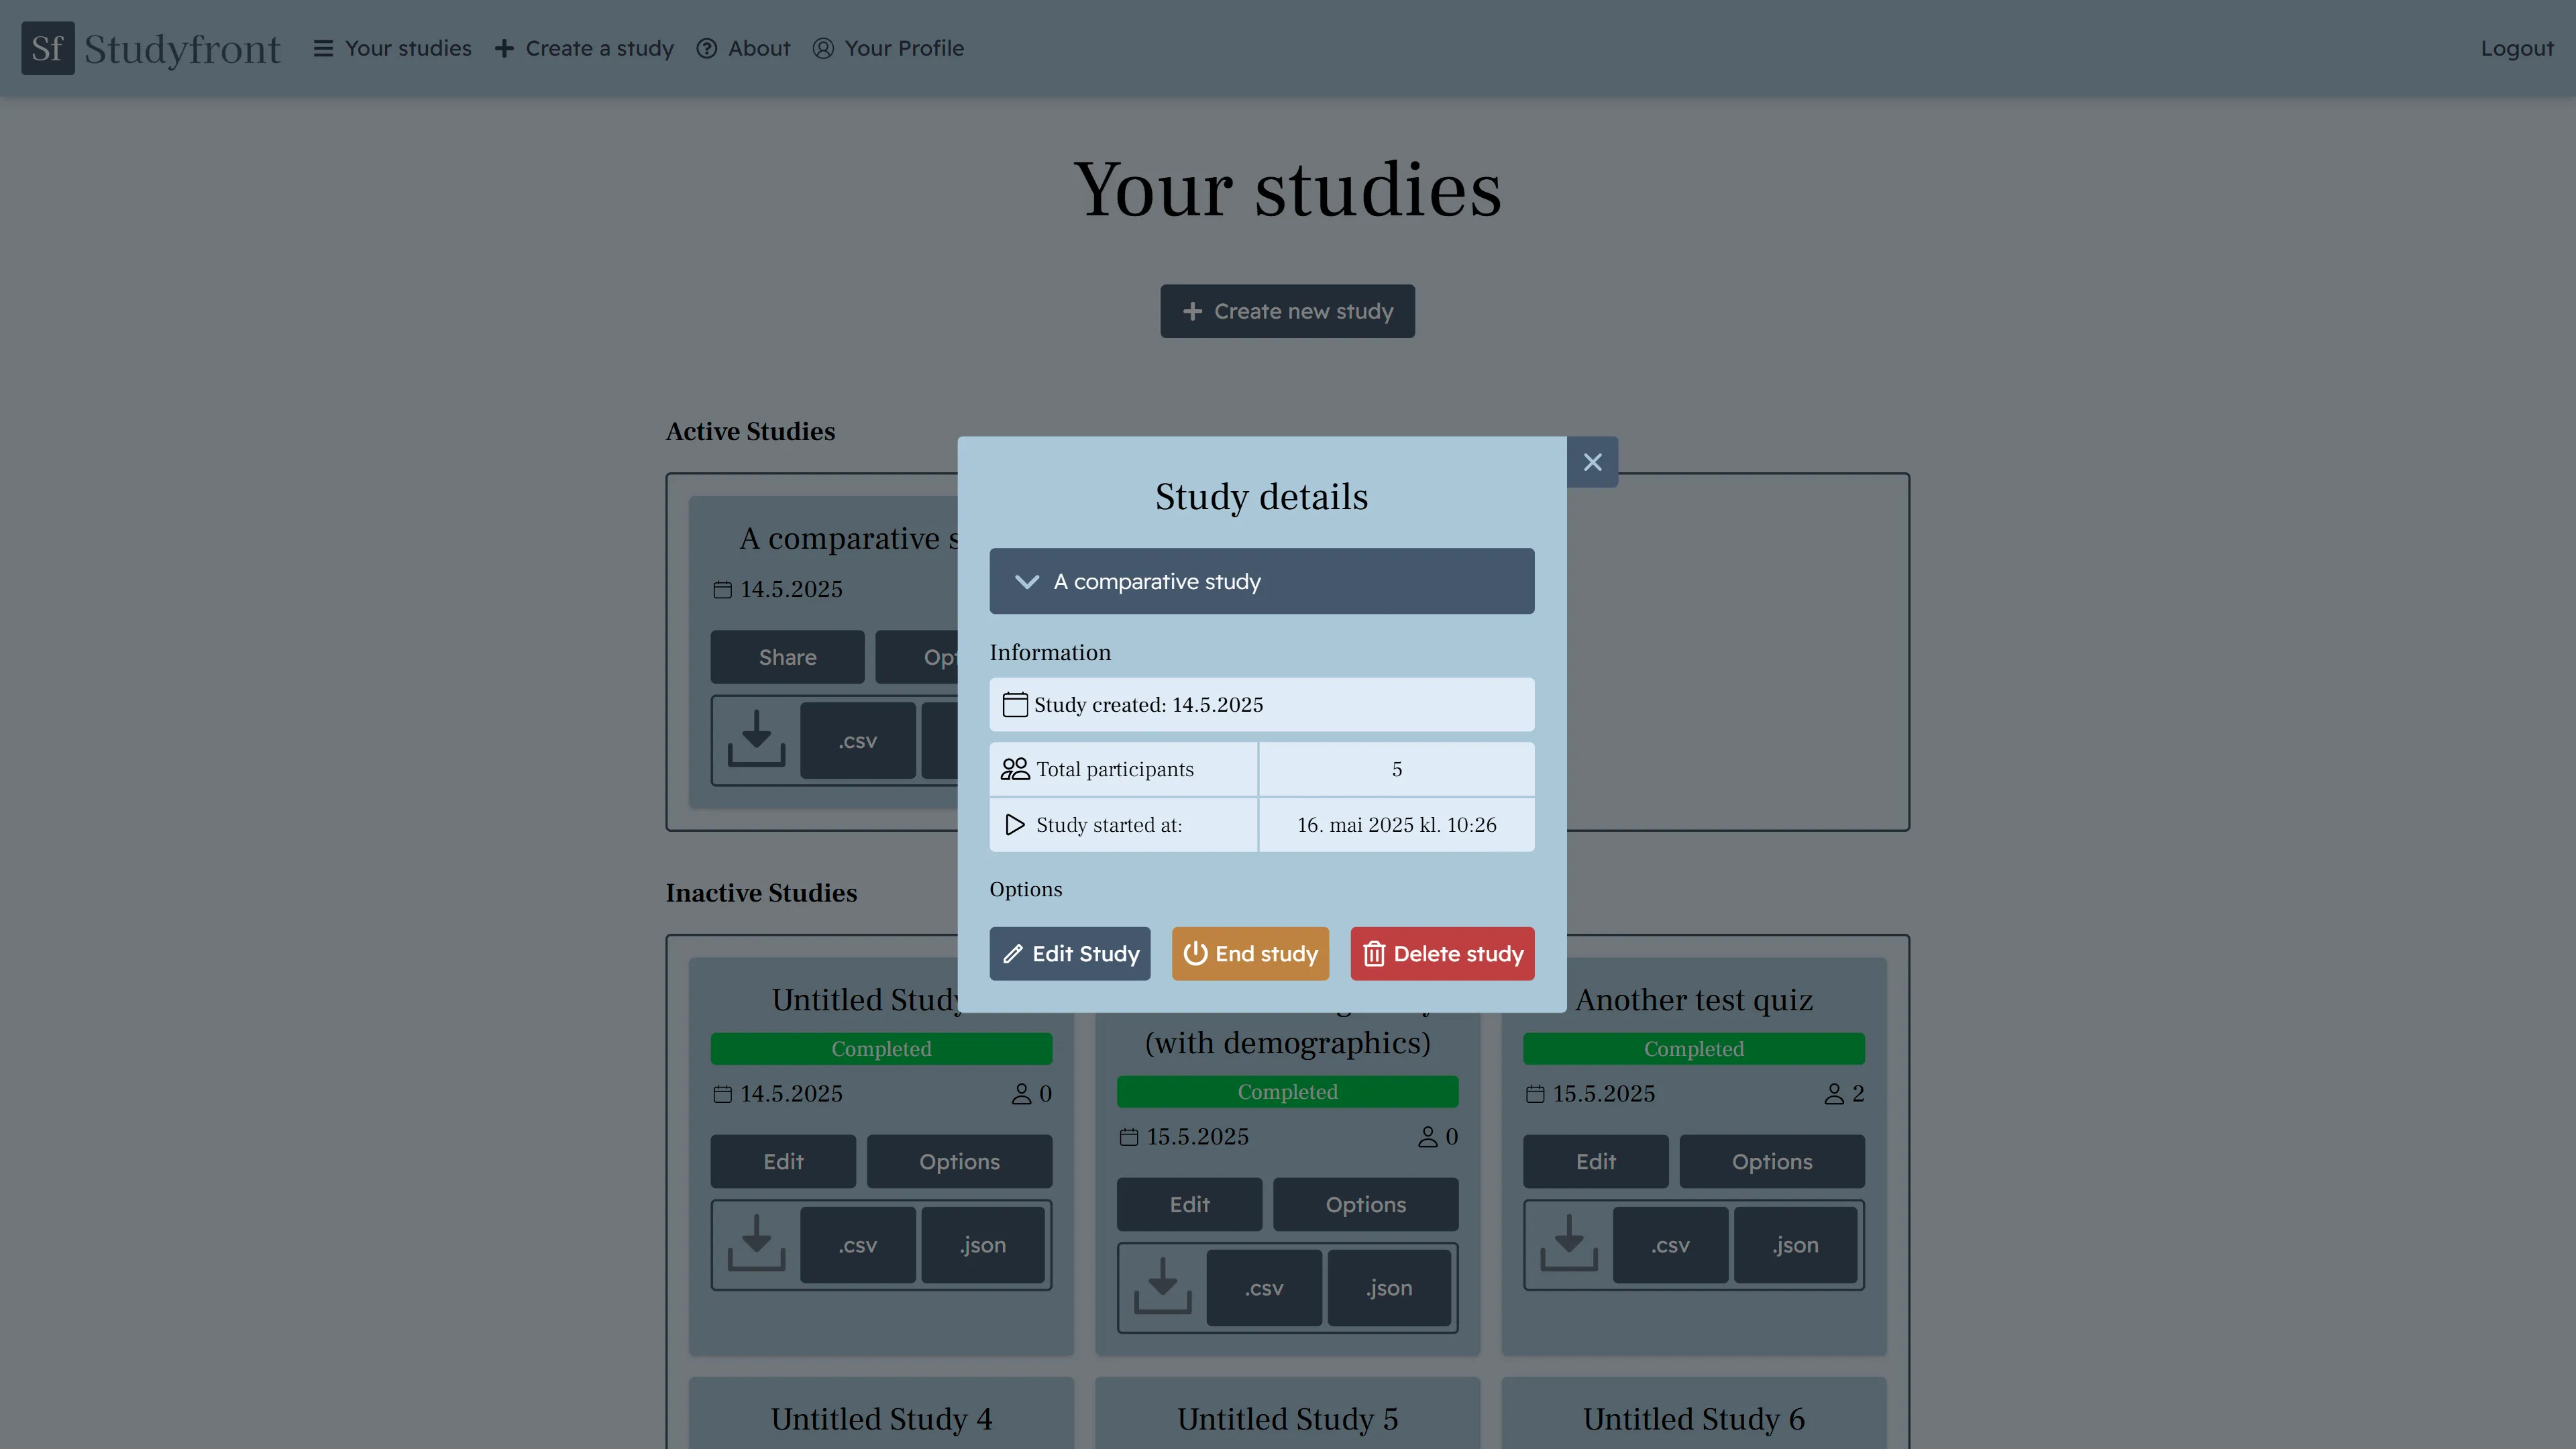 Sf Studyfront Your studies Create a study About Your Profile Logout
Your studies
Create new study
Active Studies
A comparative
14.5.2025
Share
.csv
Study details
A comparative study
Information
Study created: 14.5.2025
Total participants 5
Study started at: 16. mai 2025 kl. 10:26
Options
Edit Study End study Delete study
Inactive Studies
Untitled Study
Completed
14.5.2025 0
Edit Options
.csv .json
(with demographics)
Completed
15.5.2025 0
Edit Options
.csv .json
Another test quiz
Completed
15.5.2025 2
Edit Options
.csv .json
Untitled Study 4
Untitled Study 5
Untitled Study 6